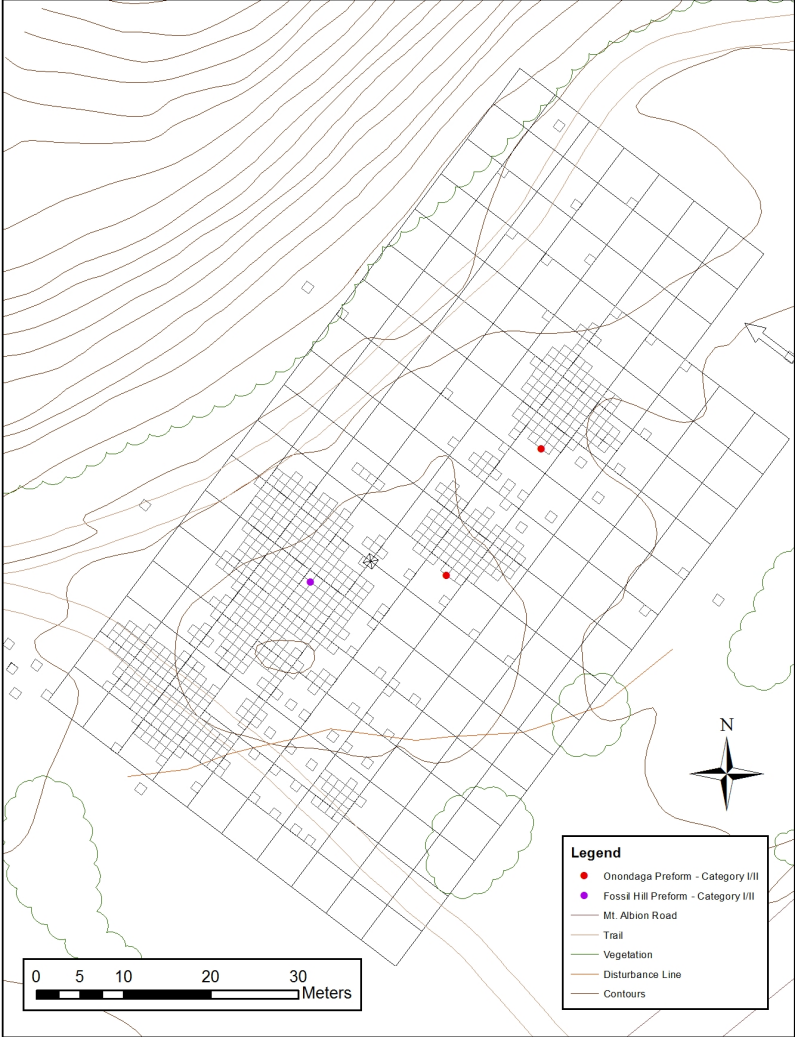 N
Legend
Onondaga Preform - Category I/II
Fossil Hill Preform - Category I/II
Mt. Albion Road
Trail
Vegetation
Disturbance Line
Contours
0 5 10 20 30
Meters